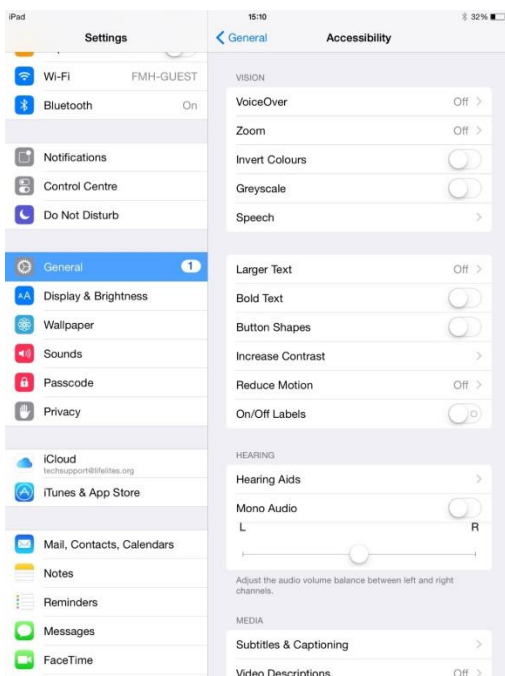 iPad 15:10 32%
Settings
Wi-Fi FMH-GUEST
Bluetooth On
Notifications
Control Centre
Do Not Disturb
General 1
AA Display & Brightness
Wallpaper
Sounds
Passcode
Privacy
iCloud
techsupport@lifelites.org
iTunes & App Store
Mail, Contacts, Calendars
Notes
Reminders
Messages
FaceTime
General Accessibility
VISION
VoiceOver Off
Zoom Off
Invert Colours
Greyscale
Speech
Larger Text Off
Bold Text
Button Shapes
Increase Contrast
Reduce Motion Off
On/Off Labels
HEARING
Hearing Aids
Mono Audio
L R
Adjust the audio volume balance between left and right
channels.
MEDIA
Subtitles & Captioning
Video Descriptions Off